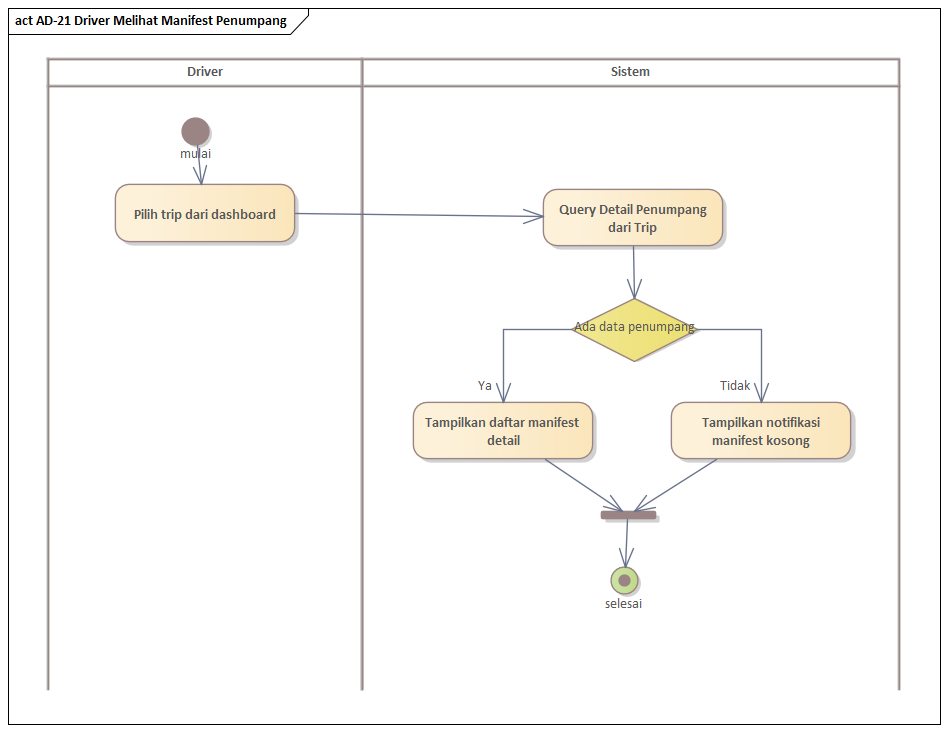 act AD-21 Driver Melihat Manifest Penumpang
Driver
Sistem
mulai
Pilih trip dari dashboard
Query Detail Penumpang
dari Trip
Ada data penumpang
Ya
Tidak
Tampilkan daftar manifest
detail
Tampilkan notifikasi
manifest kosong
selesai